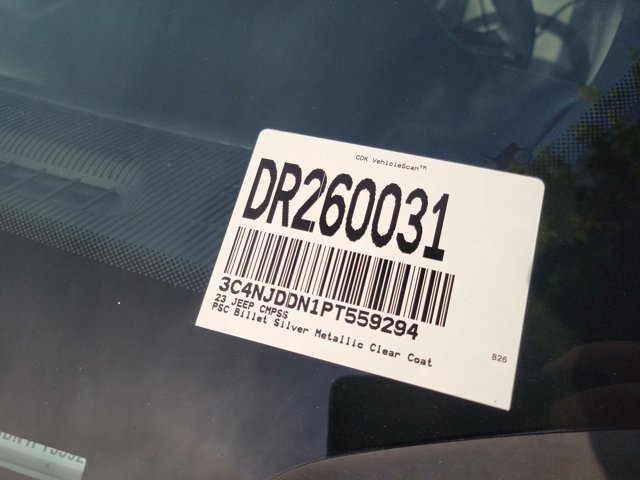 CDK VehicleScan™
DR260031
3C4NJDDN1PT559294
23 JEEP CMPSS
PSC Billet Silver Metallic Clear Coat
B26